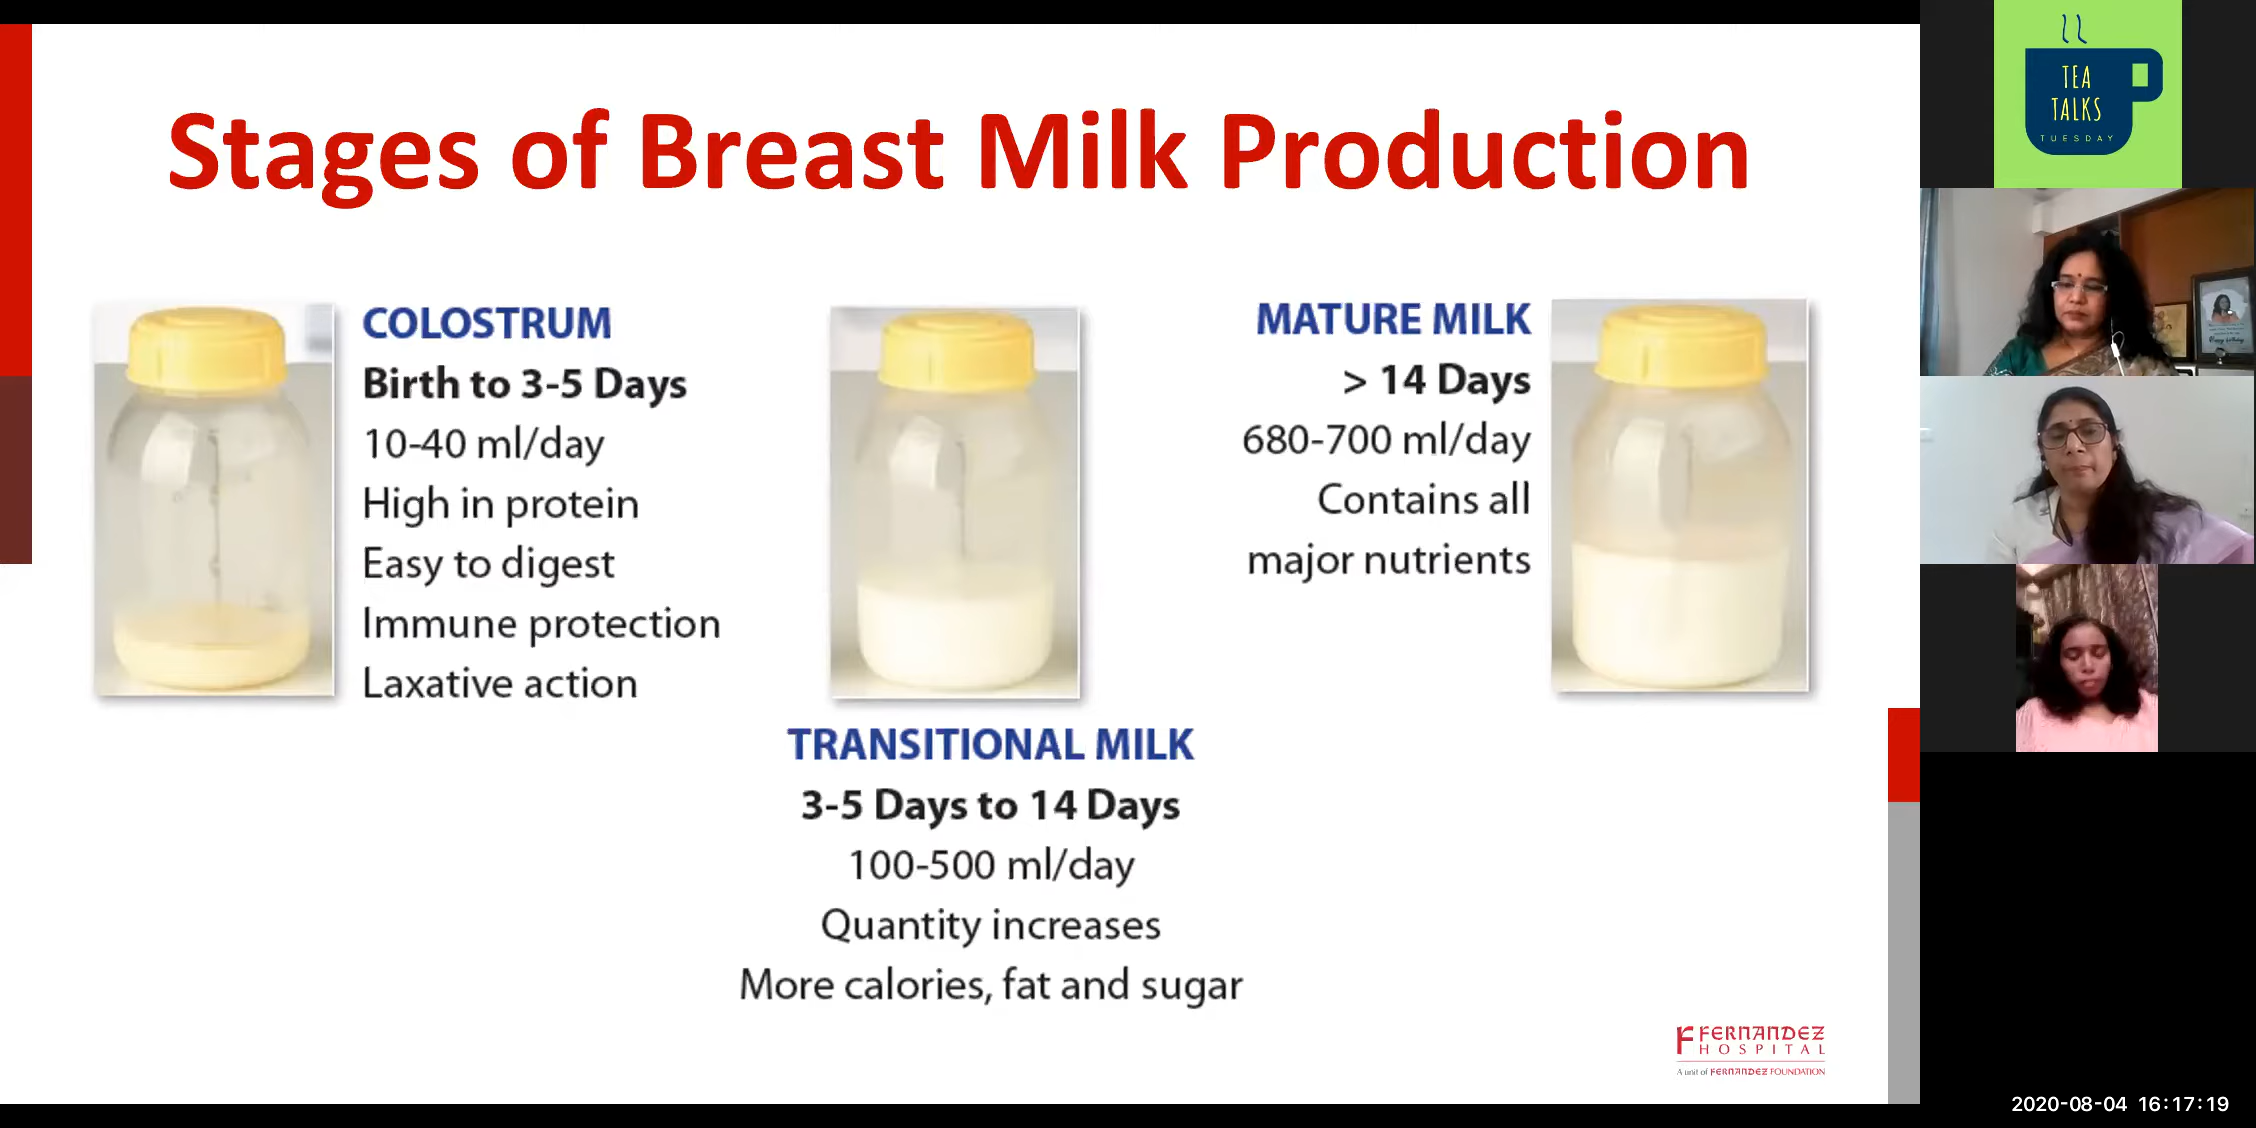 Stages of Breast Milk Production
COLOSTRUM
Birth to 3-5 Days
10-40 ml/day
High in protein
Easy to digest
Immune protection
Laxative action
TRANSITIONAL MILK
3-5 Days to 14 Days
100-500 ml/day
Quantity increases
More calories, fat and sugar
MATURE MILK
> 14 Days
680-700 ml/day
Contains all
major nutrients
FERNANDEZ
HOSPITAL
A unit of FERNANDEZ FOUNDATION
TEA
TALKS
TUESDAY
2020-08-04 16:17:19